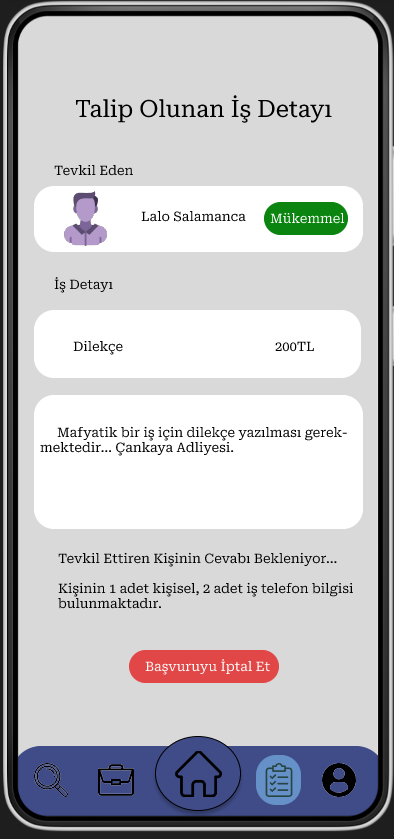 Talip Olunan İş Detayı
Tevkil Eden
Lalo Salamanca Mükemmel
İş Detayı
Dilekçe 200TL
Mafyatik bir iş için dilekçe yazılması gerek-
mektedir... Çankaya Adliyesi.
Tevkil Ettiren Kişinin Cevabı Bekleniyor...
Kişinin 1 adet kişisel, 2 adet iş telefon bilgisi
bulunmaktadır.
Başvuruyu İptal Et